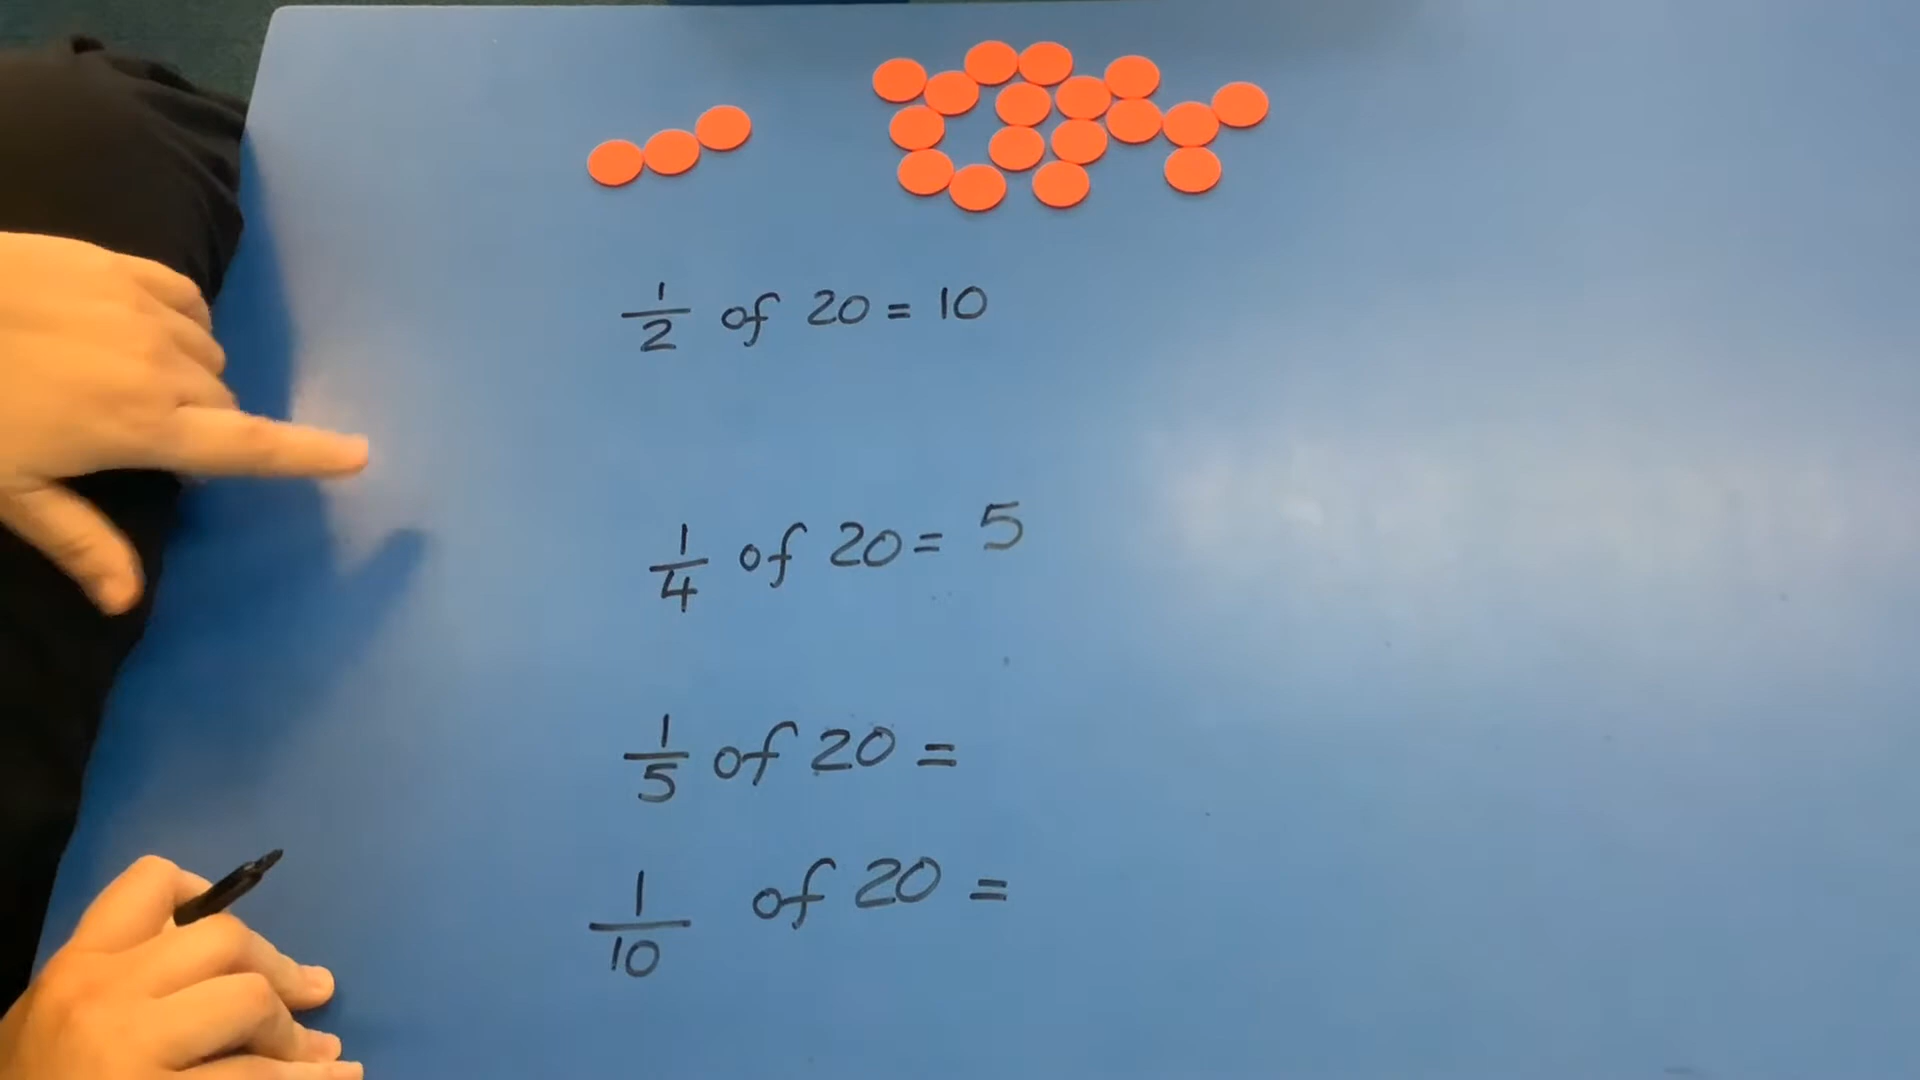 1/2 of 20 = 10
1/4 of 20 = 5
1/5 of 20 =
1/10 of 20 =